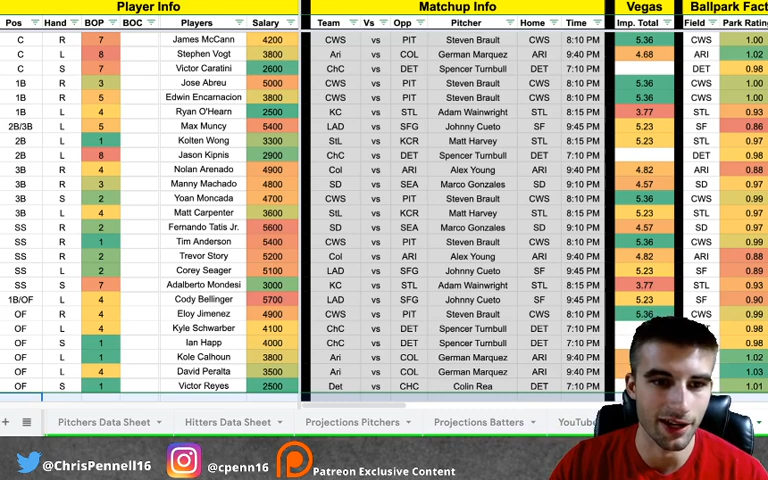 Player Info Matchup Info Vegas Ballpark Fact
Pos Hand BOP BOC Players Salary Team Vs Opp Pitcher Home Time Imp. Total Field Park Rating
C R 7 James McCann 4200 CWS vs PIT Steven Brault CWS 8:10 PM 5.36 CWS 1.00
C L 8 Stephen Vogt 3800 Ari vs COL German Marquez ARI 9:40 PM 4.68 ARI 1.02
C S 7 Victor Caratini 2600 ChC vs DET Spencer Turnbull DET 7:10 PM DET 0.98
1B R 3 Jose Abreu 5000 CWS vs PIT Steven Brault CWS 8:10 PM 5.36 CWS 1.00
1B R 5 Edwin Encarnacion 3800 CWS vs PIT Steven Brault CWS 8:10 PM 5.36 CWS 1.00
1B L 4 Ryan O'Hearn 2500 KC vs STL Adam Wainwright STL 8:15 PM 3.77 STL 0.93
2B/3B L 5 Max Muncy 5400 LAD vs SFG Johnny Cueto SF 9:45 PM 5.23 SF 0.86
2B L 1 Kolten Wong 3300 StL vs KCR Matt Harvey STL 8:15 PM 5.23 STL 0.97
2B L 8 Jason Kipnis 2900 ChC vs DET Spencer Turnbull DET 7:10 PM DET 0.98
3B R 4 Nolan Arenado 4900 Col vs ARI Alex Young ARI 9:40 PM 4.82 ARI 0.88
3B R 3 Manny Machado 4800 SD vs SEA Marco Gonzales SD 9:10 PM 4.57 SD 0.97
3B S 2 Yoan Moncada 4700 CWS vs PIT Steven Brault CWS 8:10 PM 5.36 CWS 0.99
3B L 4 Matt Carpenter 3600 StL vs KCR Matt Harvey STL 8:15 PM 5.23 STL 0.97
SS R 2 Fernando Tatis Jr. 5600 SD vs SEA Marco Gonzales SD 9:10 PM 4.57 SD 0.97
SS R 1 Tim Anderson 5400 CWS vs PIT Steven Brault CWS 8:10 PM 5.36 CWS 0.99
SS R 2 Trevor Story 5200 Col vs ARI Alex Young ARI 9:40 PM 4.82 ARI 0.88
SS L 2 Corey Seager 5100 LAD vs SFG Johnny Cueto SF 9:45 PM 5.23 SF 0.89
SS S 7 Adalberto Mondesi 3000 KC vs STL Adam Wainwright STL 8:15 PM 3.77 STL 0.95
1B/OF L 4 Cody Bellinger 5700 LAD vs SFG Johnny Cueto SF 9:45 PM 5.23 SF 0.90
OF R 4 Eloy Jimenez 4900 CWS vs PIT Steven Brault CWS 8:10 PM 5.36 CWS 0.99
OF L 4 Kyle Schwarber 4100 ChC vs DET Spencer Turnbull DET 7:10 PM 0.98
OF S 1 Ian Happ 4000 ChC vs DET Spencer Turnbull DET 7:10 PM 0.98
OF L 1 Kole Calhoun 3800 Ari vs COL German Marquez ARI 9:40 PM 1.02
OF L 4 David Peralta 3500 Ari vs COL German Marquez ARI 9:40 PM 1.03
OF S 1 Victor Reyes 2500 Det vs CHC Colin Rea DET 7:10 PM 1.01
Pitchers Data Sheet Hitters Data Sheet Projections Pitchers Projections Batters YouTube
@ChrisPennell16 @cpenn16 Patreon Exclusive Content